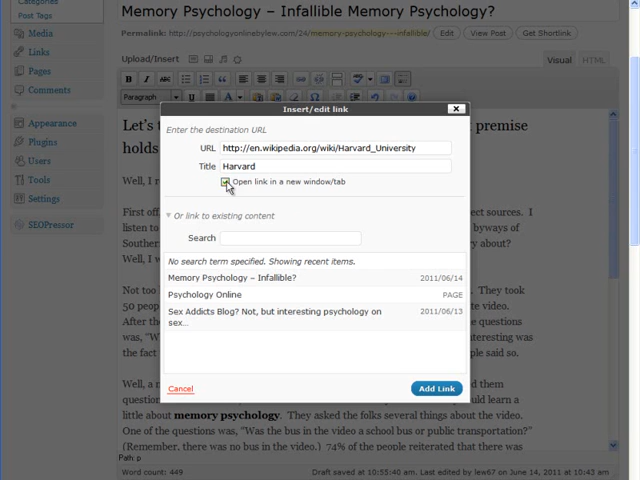 Categories
Post Tags
Media
Links
Pages
Comments
Appearance
Plugins
Users
Tools
Settings
SEOPressor
Memory Psychology – Infallible Memory Psychology?
Permalink: http://psychologyonlinebylew.com/24/memory-psychology---infallible/ Edit View Post Get Shortlink
Upload/Insert Visual HTML
B I ABC
Paragraph U
Insert/edit link
Enter the destination URL
URL http://en.wikipedia.org/wiki/Harvard_University
Title Harvard
Open link in a new window/tab
Or link to existing content
Search
No search term specified. Showing recent items.
Memory Psychology – Infallible? 2011/06/14
Psychology Online PAGE
Sex Addicts Blog? Not, but interesting psychology on 2011/06/13
sex...
Cancel Add Link
Let's premise
holds
Well, I r
First off, ect sources. I
listen to byways of
Southern y about?
Well, I w
Not too They took
50 peop te video.
After the questions
was, "W interesting
the fact people said so.
Well, a n ed them
questions uld learn a
little about memory psychology. They asked the folks several things about the video.
One of the questions was, "Was the bus in the video a school bus or public transportation?"
(Remember, there was no bus in the video.) 74% of the people reiterated that there was
Path: p
Word count: 449 Draft saved at 10:55:40 am. Last edited by lew67 on June 14, 2011 at 10:43 am